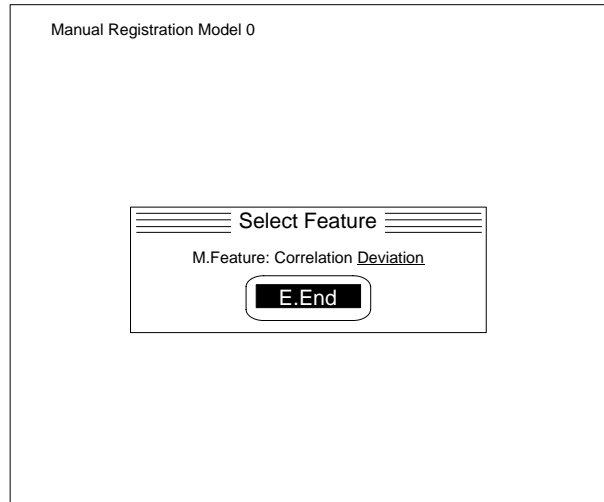 Manual Registration Model 0
Select Feature
M.Feature: Correlation Deviation
E.End